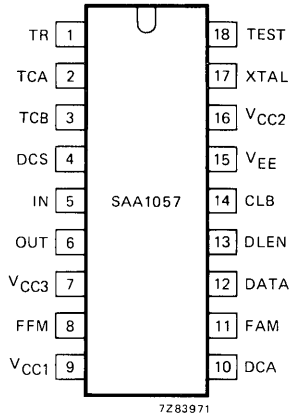 TR 1 18 TEST
TCA 2 17 XTAL
TCB 3 16 VCC2
DCS 4 15 VEE
IN 5 SAA1057 14 CLB
OUT 6 13 DLEN
VCC3 7 12 DATA
FFM 8 11 FAM
VCC1 9 10 DCA
7Z83971